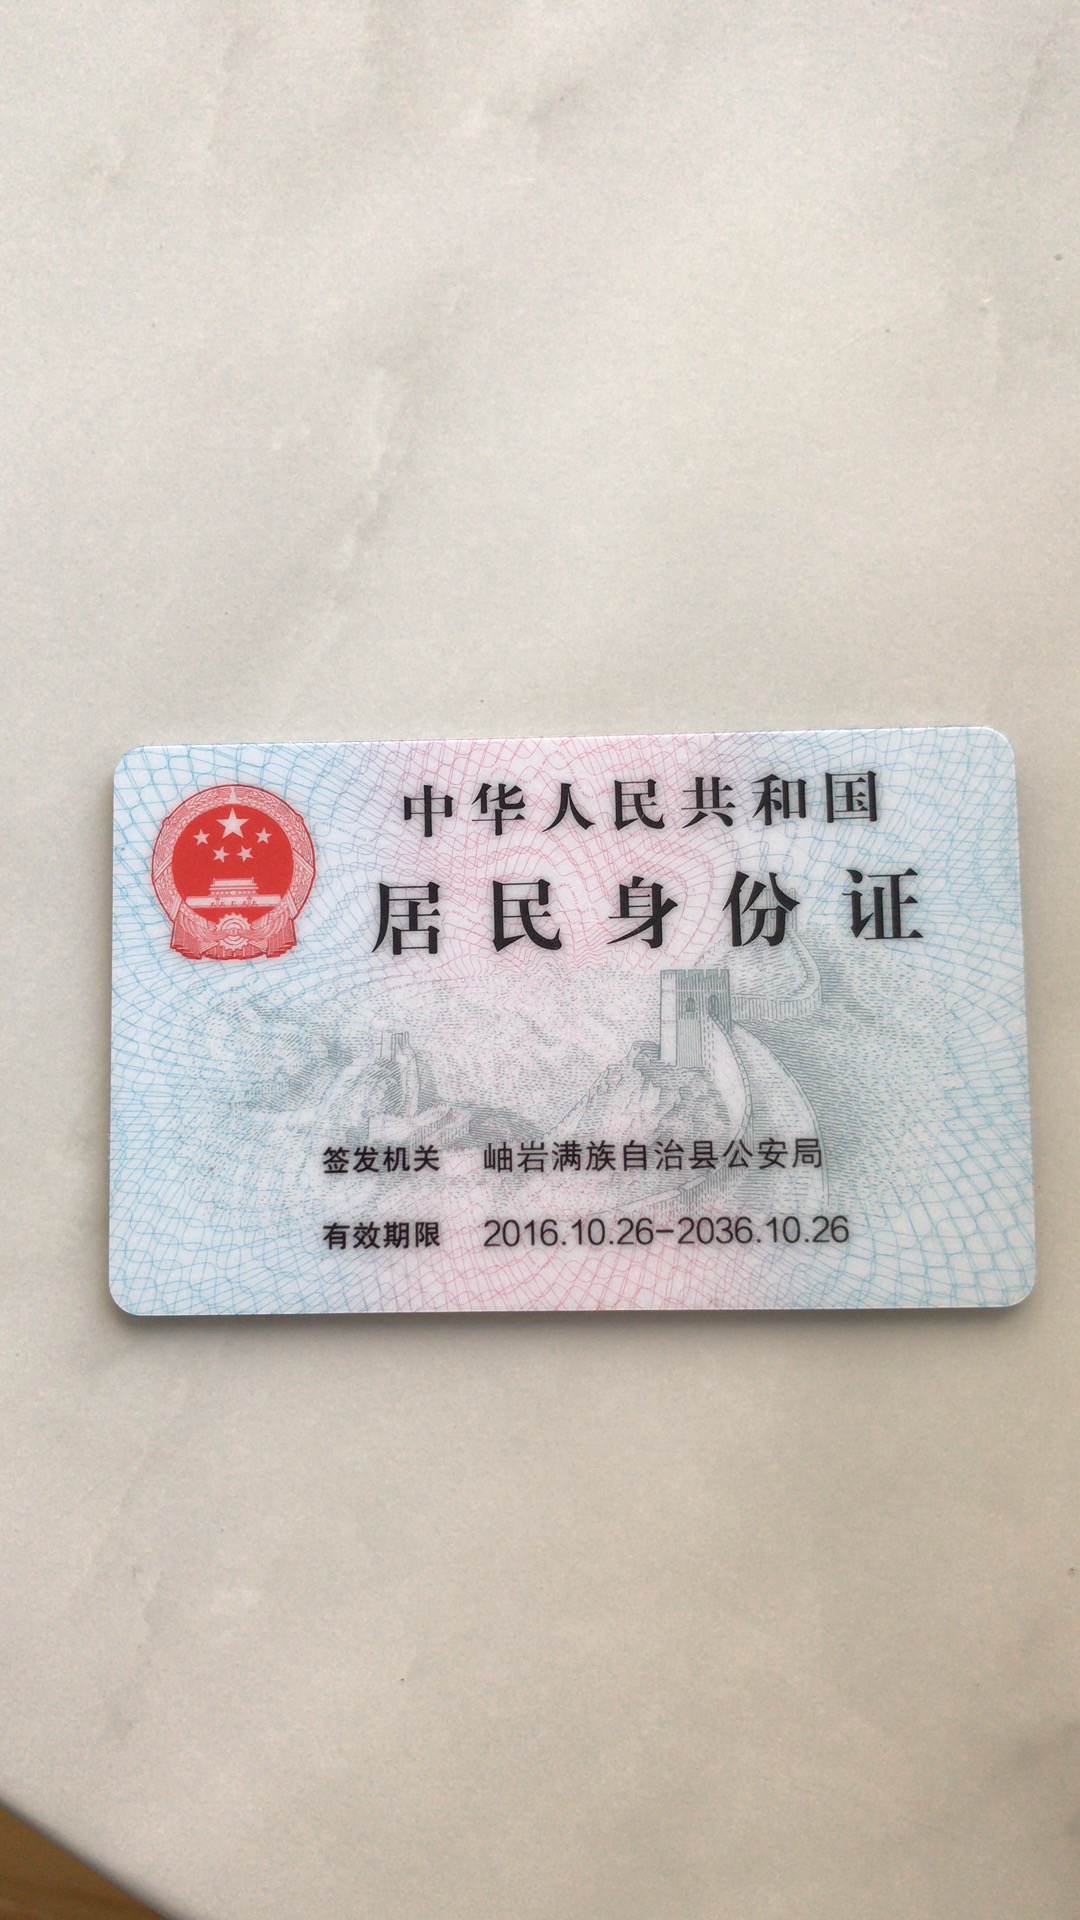 中华人民共和国
居民身份证
签发机关 岫岩满族自治县公安局
有效期限 2016.10.26-2036.10.26